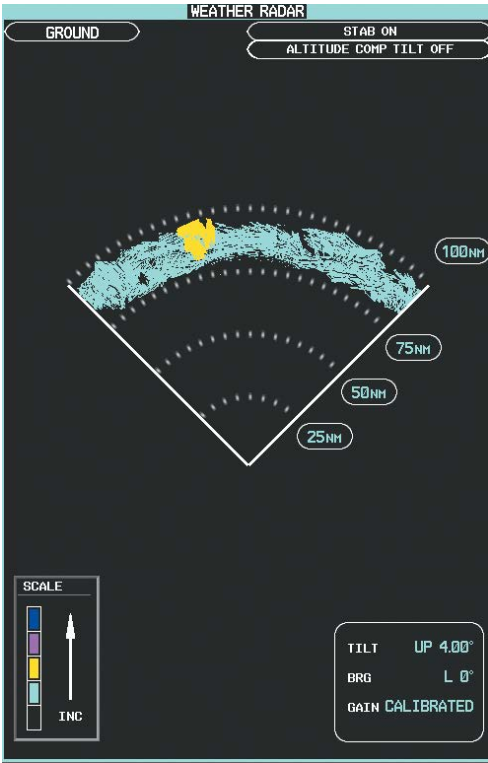 WEATHER RADAR
GROUND
STAB ON
ALTITUDE COMP TILT OFF
100NM
75NM
50NM
25NM
SCALE
INC
TILT UP 4.00°
BRG L 0°
GAIN CALIBRATED